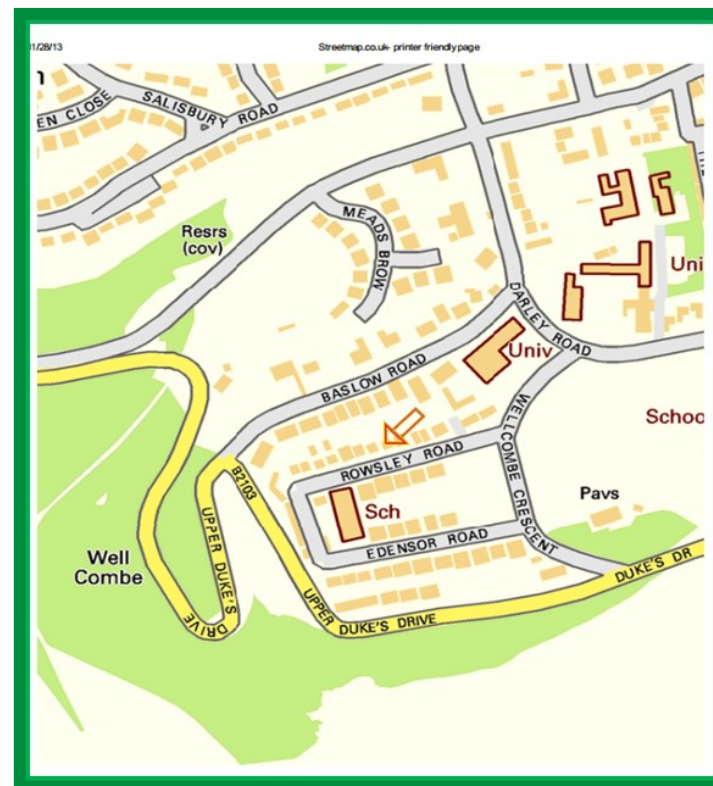 01/28/13 Streetmap.co.uk- printer friendly page
EN CLOSE
SALISBURY ROAD
Resrs
(cov)
MEADS BROW
Uni
DARLEY ROAD
Univ
BASLOW ROAD
WELLCOMBE CRESCENT
Schoo
ROWSLEY ROAD
B2103
Sch
Pavs
UPPER DUKE'S DRIVE
EDENSOR ROAD
Well
Combe
DUKE'S DR
UPPER DUKE'S DRIVE